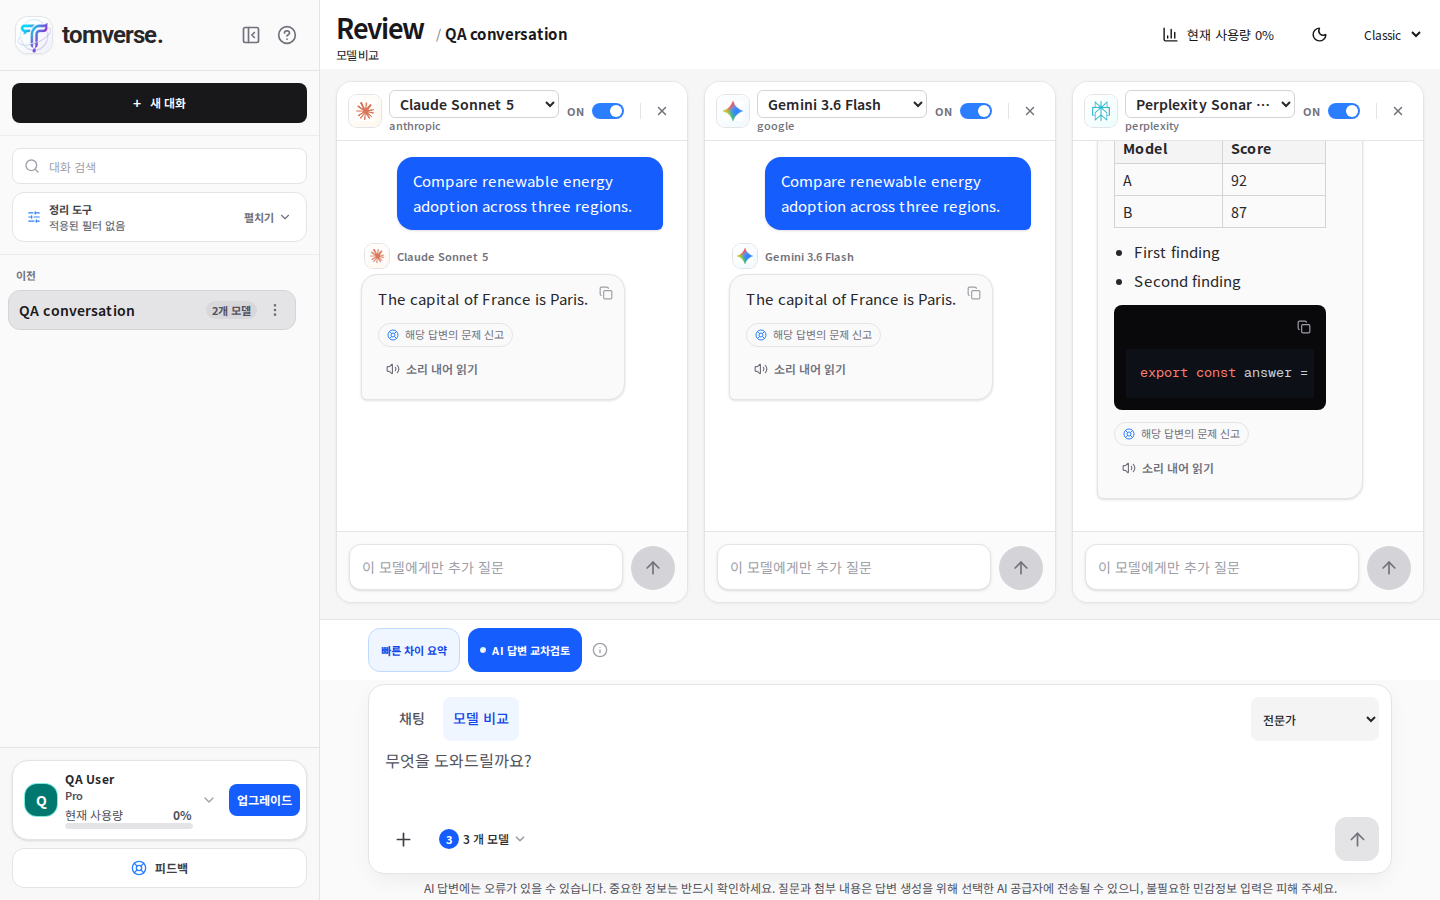 tomverse.
+ 새 대화
대화 검색
정리 도구
적용된 필터 없음
펼치기
이전
QA conversation
2개 모델
Q
QA User
Pro
현재 사용량 0%
업그레이드
피드백
Review / QA conversation
모델비교
현재 사용량 0%
Classic
Claude Sonnet 5
ON
anthropic
Compare renewable energy
adoption across three regions.
Claude Sonnet 5
The capital of France is Paris.
해당 답변의 문제 신고
소리 내어 읽기
이 모델에게만 추가 질문
Gemini 3.6 Flash
ON
google
Compare renewable energy
adoption across three regions.
Gemini 3.6 Flash
The capital of France is Paris.
해당 답변의 문제 신고
소리 내어 읽기
이 모델에게만 추가 질문
Perplexity Sonar ···
ON
perplexity
Model Score
A 92
B 87
First finding
Second finding
export const answer =
해당 답변의 문제 신고
소리 내어 읽기
이 모델에게만 추가 질문
빠른 차이 요약
AI 답변 교차검토
채팅
모델 비교
전문가
무엇을 도와드릴까요?
3 3 개 모델
AI 답변에는 오류가 있을 수 있습니다. 중요한 정보는 반드시 확인하세요. 질문과 첨부 내용은 답변 생성을 위해 선택한 AI 공급자에 전송될 수 있으니, 불필요한 민감정보 입력은 피해 주세요.